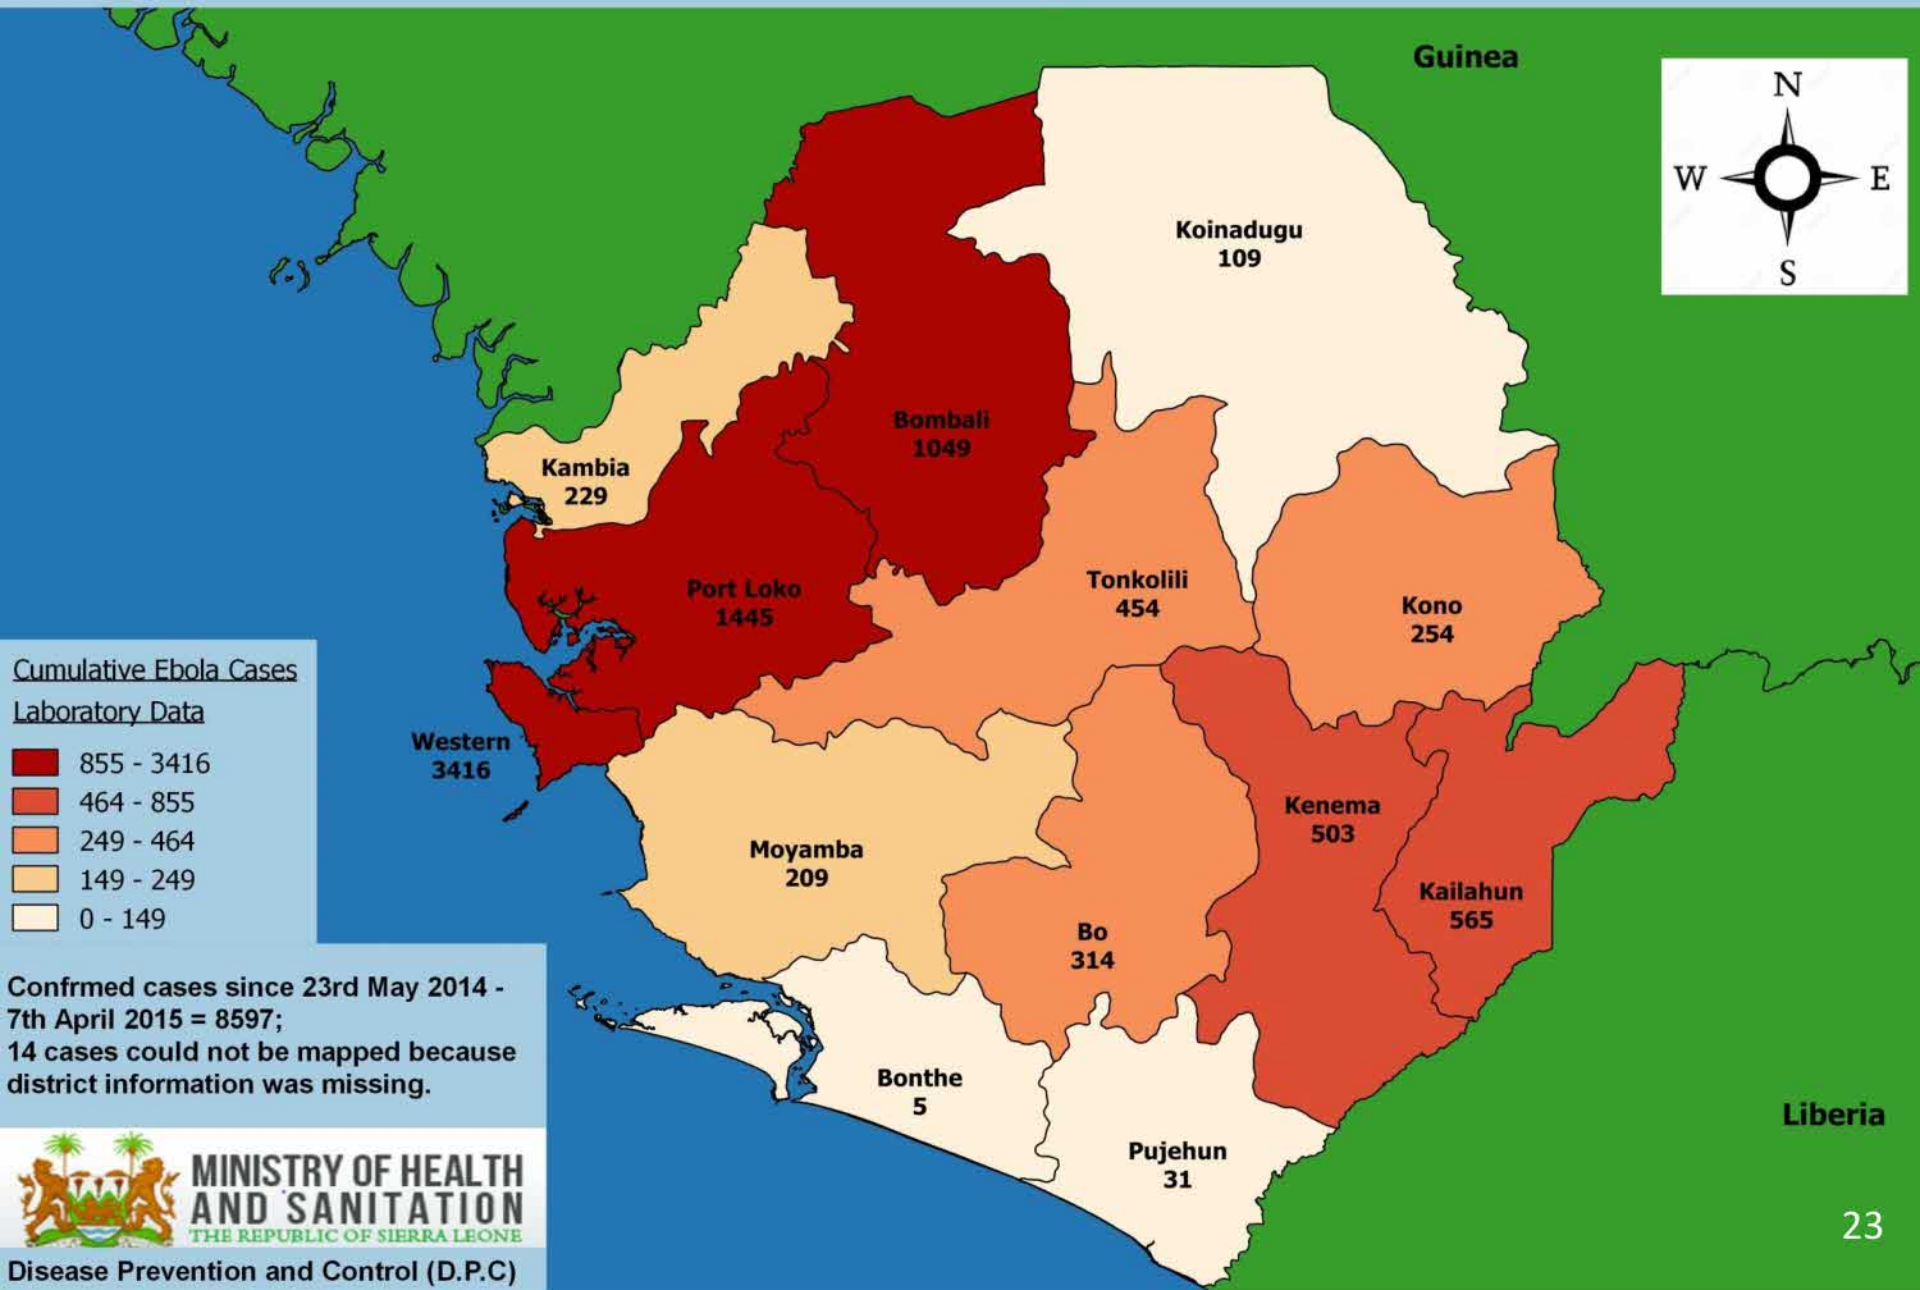 Guinea
N
W
E
S
Koinadugu
109
Bombali
1049
Kambia
229
Port Loko
1445
Tonkolili
454
Kono
254
Western
3416
Kenema
503
Moyamba
209
Kailahun
565
Bo
314
Bonthe
5
Pujehun
31
Liberia
Cumulative Ebola Cases
Laboratory Data
855 - 3416
464 - 855
249 - 464
149 - 249
0 - 149
Confrmed cases since 23rd May 2014 -
7th April 2015 = 8597;
14 cases could not be mapped because
district information was missing.
MINISTRY OF HEALTH
AND SANITATION
THE REPUBLIC OF SIERRA LEONE
Disease Prevention and Control (D.P.C)
23